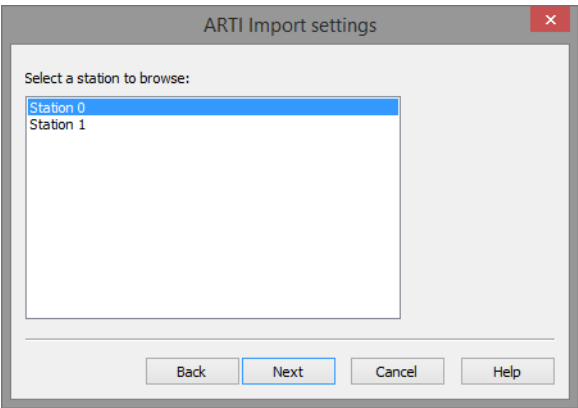 ARTI Import settings
Select a station to browse:
Station 0
Station 1
Back Next Cancel Help